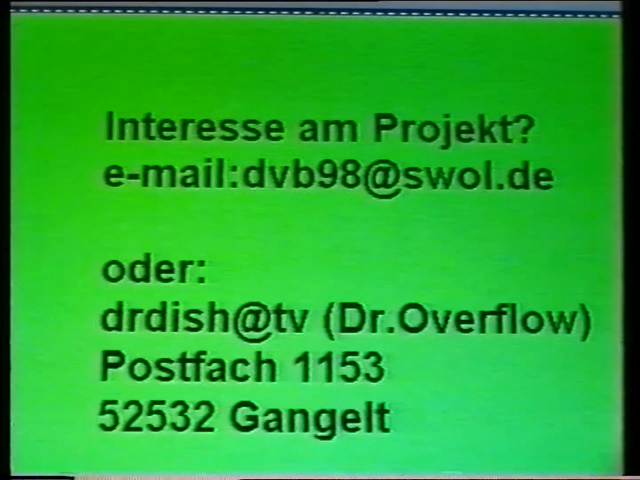 Interesse am Projekt?
e-mail:dvb98@swol.de
oder:
drdish@tv (Dr.Overflow)
Postfach 1153
52532 Gangelt